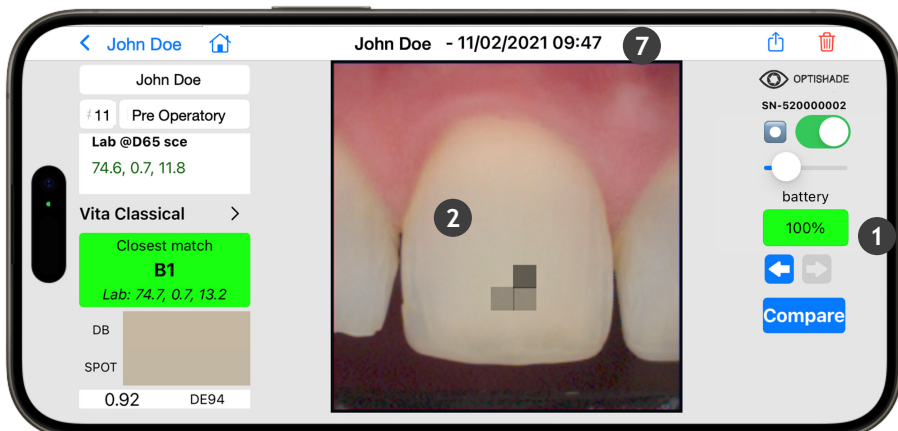 John Doe
John Doe - 11/02/2021 09:47
7
John Doe
11 Pre Operatory
Lab @D65 sce
74.6, 0.7, 11.8
Vita Classical
Closest match
B1
Lab: 74.7, 0.7, 13.2
DB
SPOT
0.92 DE94
2
OPTISHADE
SN-520000002
battery
100%
1
Compare